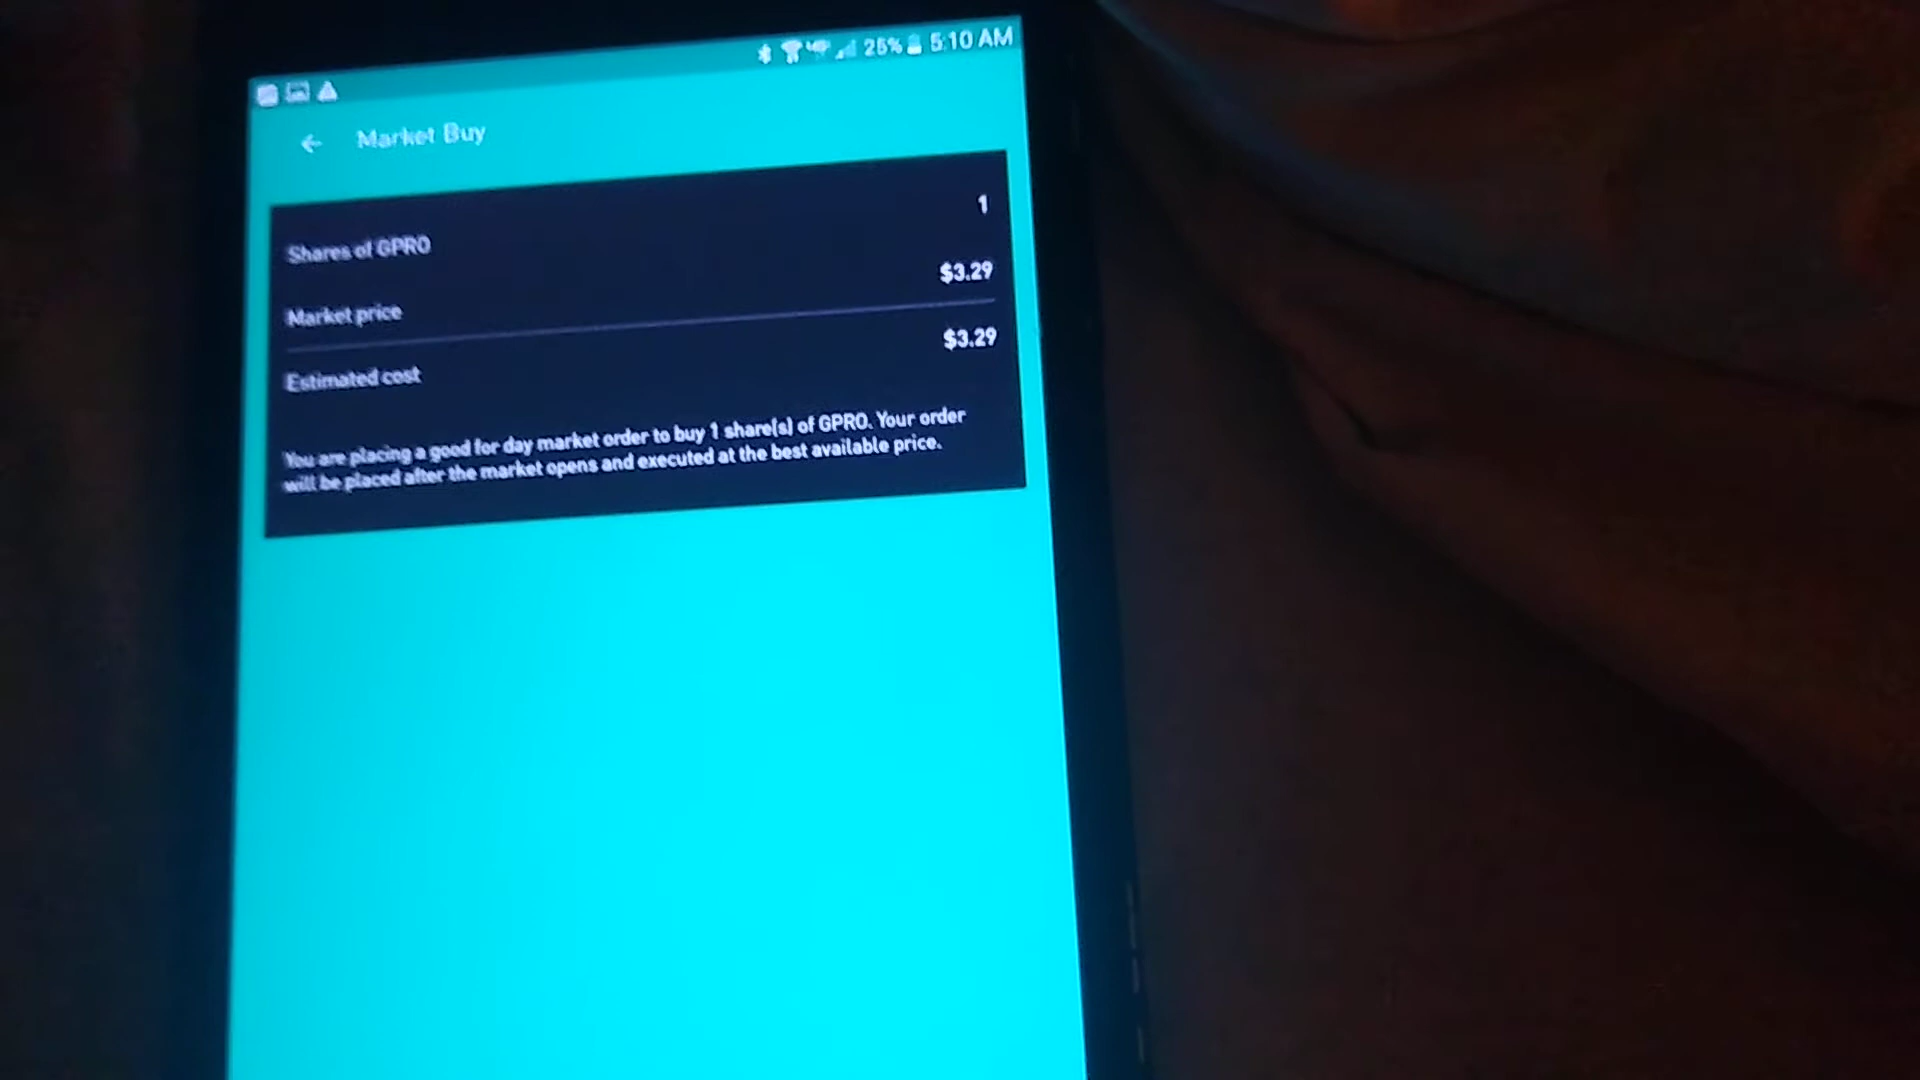 25% 5:10 AM
Market Buy
Shares of GPRO 1
Market price $3.29
Estimated cost $3.29
You are placing a good for day market order to buy 1 share(s) of GPRO. Your order
will be placed after the market opens and executed at the best available price.